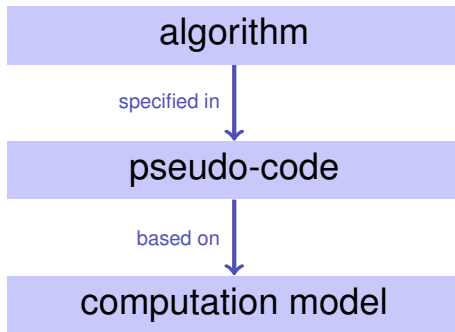 algorithm
specified in
pseudo-code
based on
computation model